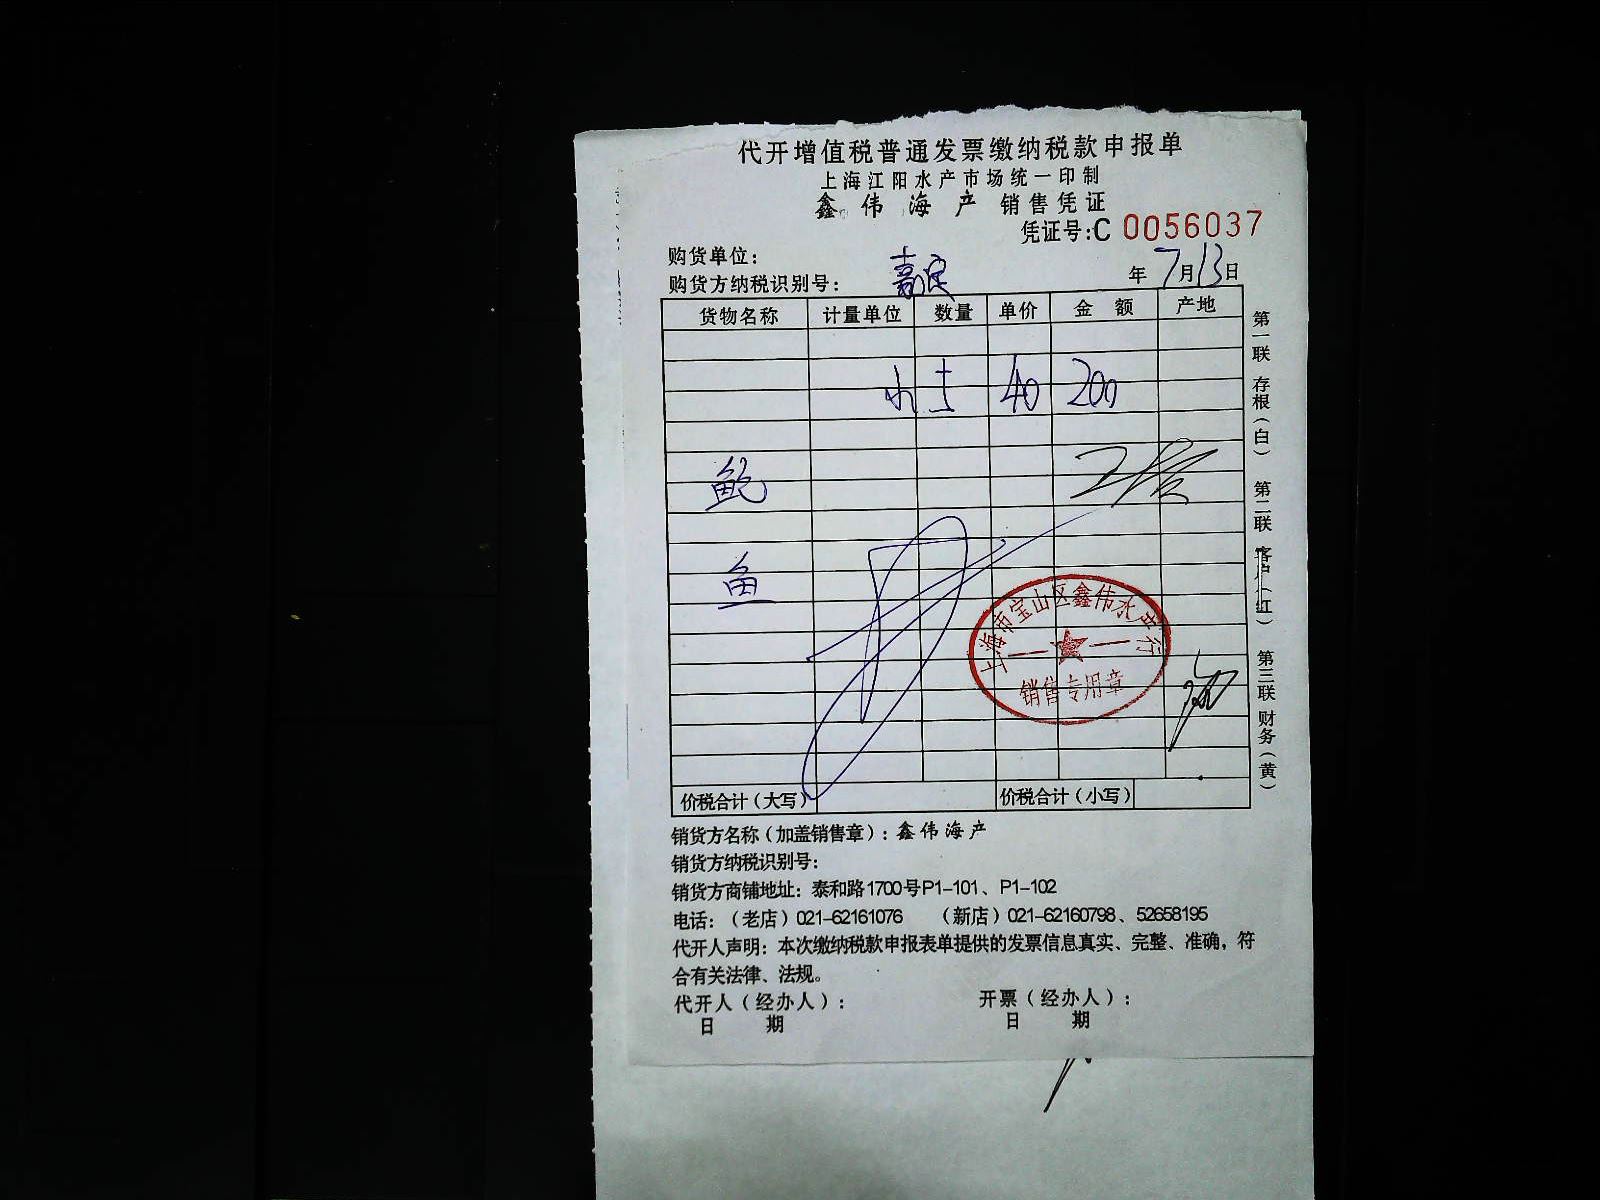 代开增值税普通发票缴纳税款申报单
上海江阳水产市场统一印制
鑫伟海产 销售凭证
凭证号:C 0056037
购货单位:
购货方纳税识别号: 嘉定
年 7月13日
货物名称 计量单位 数量 单价 金额 产地
40 200
鲍
鱼
上海市宝山区鑫伟水产行
销售专用章
价税合计(大写) 价税合计(小写)
第一联 存根(白) 第二联 客户(红) 第三联 财务(黄)
销货方名称(加盖销售章):鑫伟海产
销货方纳税识别号:
销货方商铺地址:泰和路1700号P1-101、P1-102
电话:(老店)021-62161076 (新店)021-62160798、52658195
代开人声明:本次缴纳税款申报表单提供的发票信息真实、完整、准确,符
合有关法律、法规。
代开人(经办人): 开票(经办人):
日期 日期